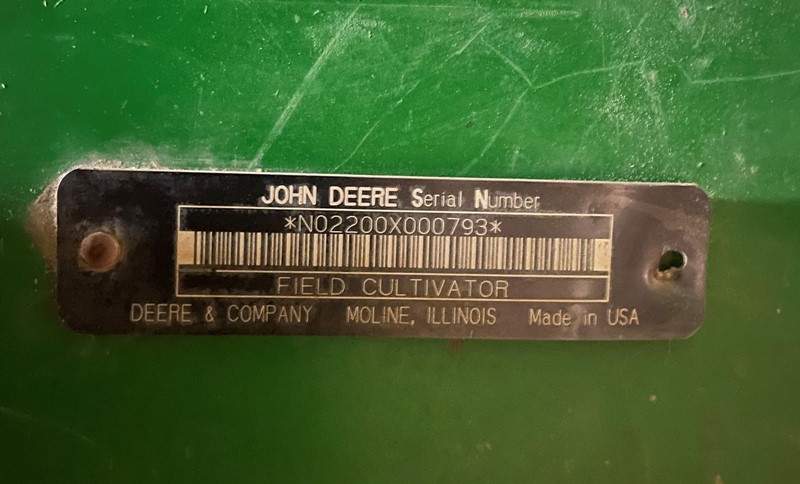 JOHN DEERE Serial Number
*N02200X000793*
FIELD CULTIVATOR
DEERE & COMPANY MOLINE, ILLINOIS Made in USA